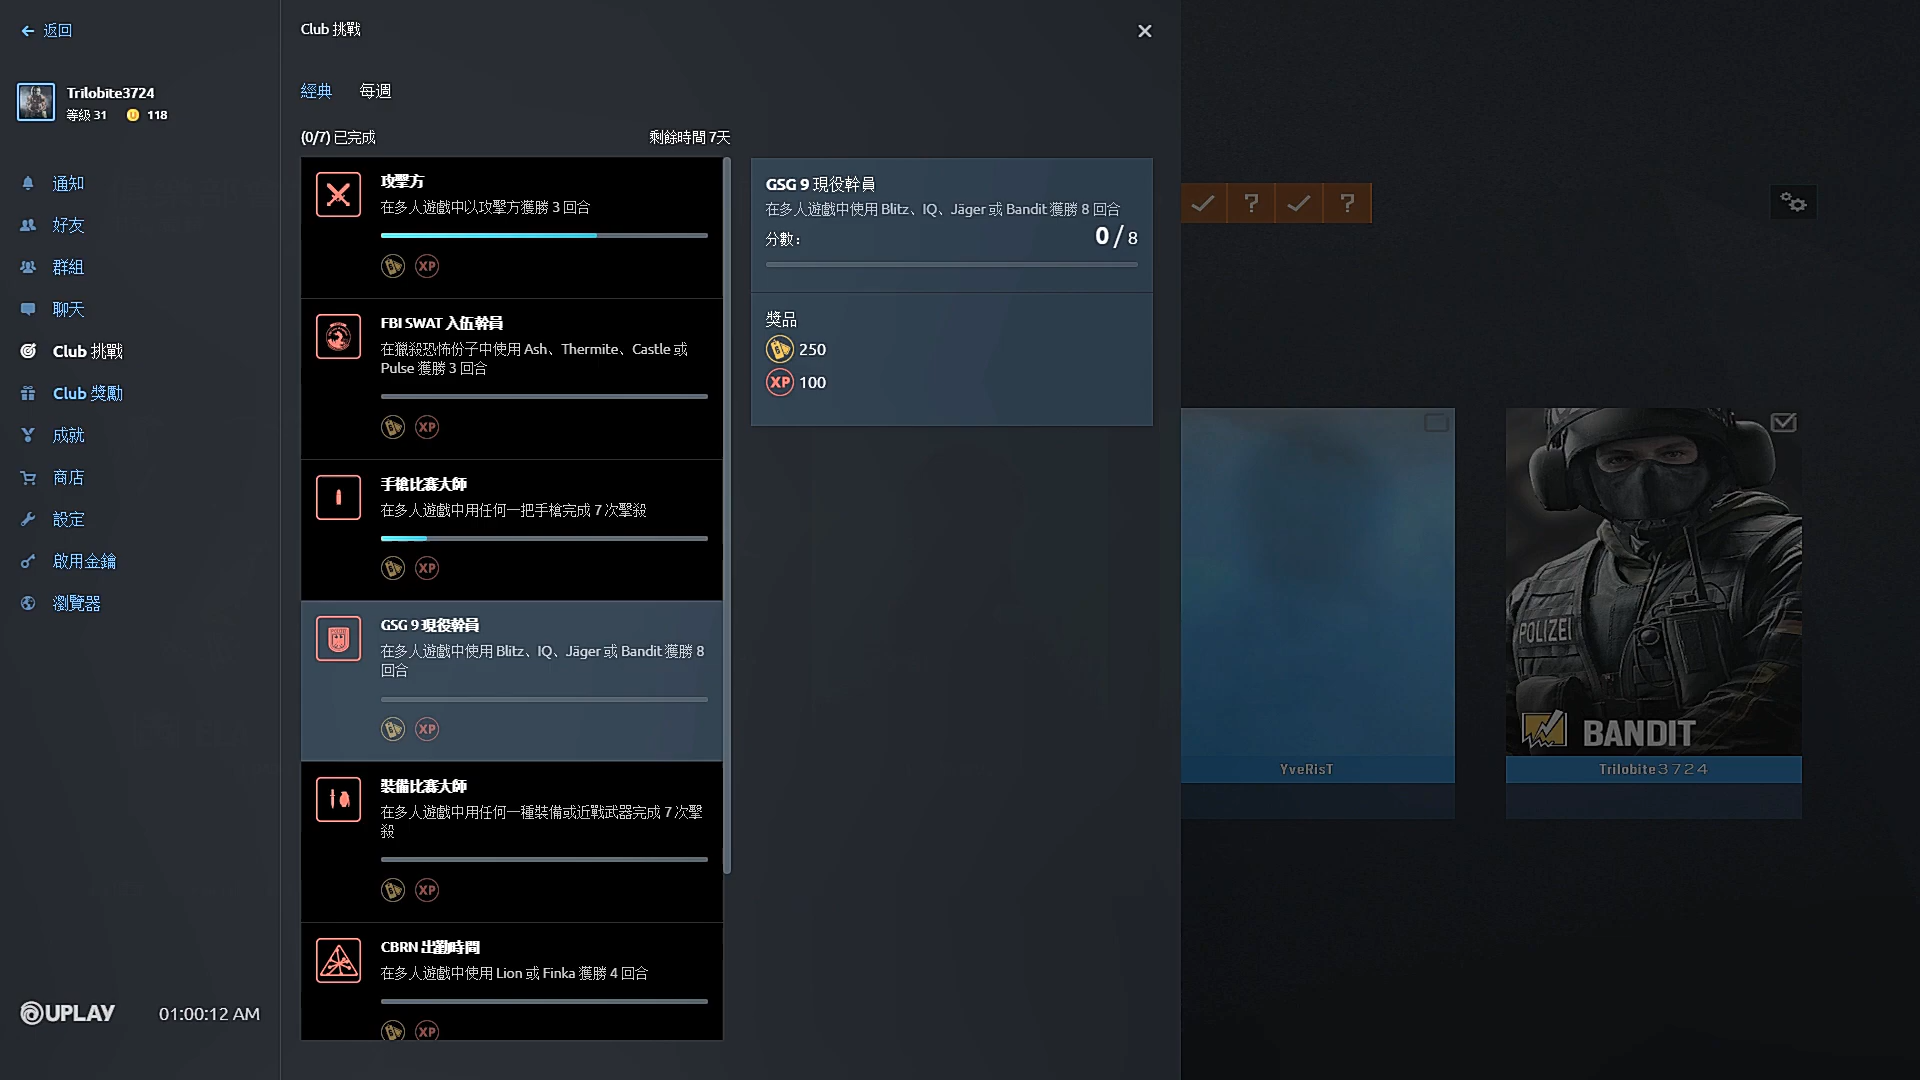 返回
Trilobite3724
等級 31
118
通知
好友
群組
聊天
Club 挑戰
Club 獎勵
成就
商店
設定
啟用金鑰
瀏覽器
UPLAY
01:00:12 AM
Club 挑戰
經典
每週
(0/7) 已完成
剩餘時間 7天
攻擊方
在多人遊戲中以攻擊方獲勝 3 回合
XP
FBI SWAT 入伍幹員
在獵殺恐怖份子中使用 Ash、Thermite、Castle 或
Pulse 獲勝 3 回合
XP
手槍比賽大師
在多人遊戲中用任何一把手槍完成 7 次擊殺
XP
GSG 9 現役幹員
在多人遊戲中使用 Blitz、IQ、Jäger 或 Bandit 獲勝 8
回合
XP
裝備比賽大師
在多人遊戲中用任何一種裝備或近戰武器完成 7 次擊
殺
XP
CBRN 出勤時間
在多人遊戲中使用 Lion 或 Finka 獲勝 4 回合
XP
GSG 9 現役幹員
在多人遊戲中使用 Blitz、IQ、Jäger 或 Bandit 獲勝 8 回合
分數：
0 / 8
獎品
250
XP 100
? ?
YveRisT
POLIZEI
BANDIT
Trilobite3724